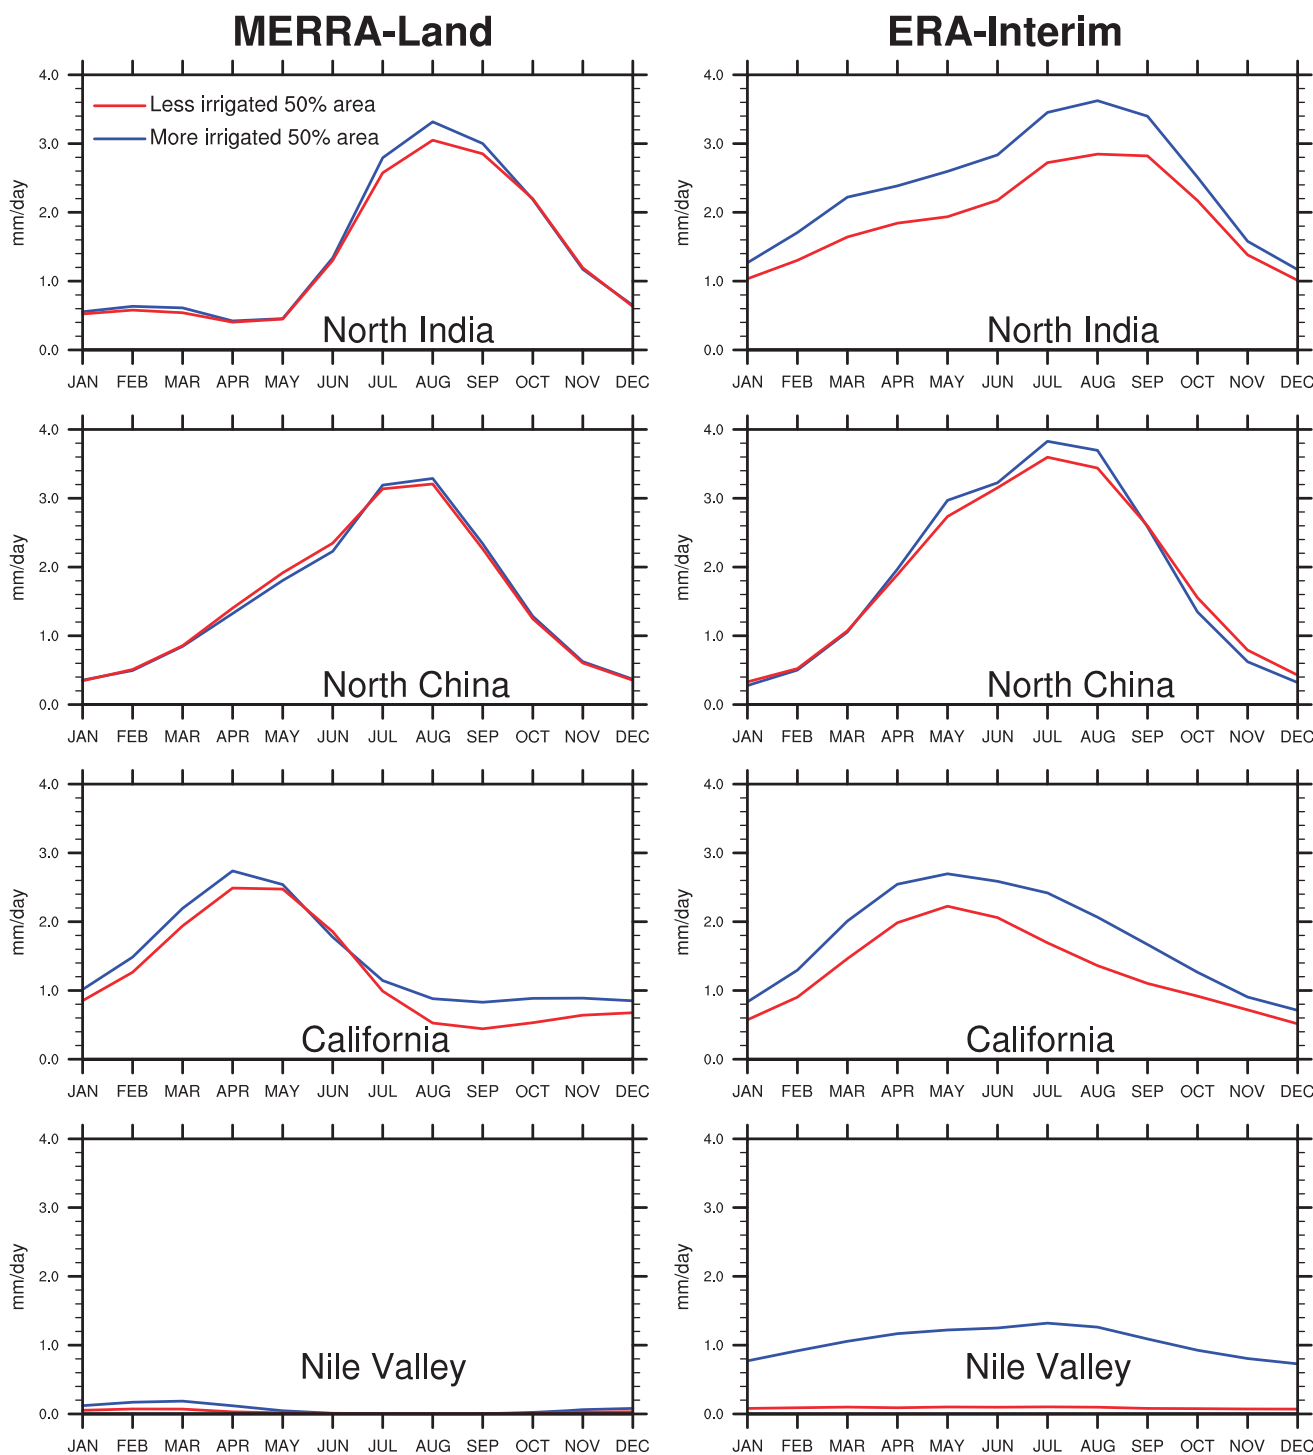 MERRA-Land
ERA-Interim
4.0
3.0
2.0
1.0
0.0
mm/day
Less irrigated 50% area
More irrigated 50% area
North India
JAN FEB MAR APR MAY JUN JUL AUG SEP OCT NOV DEC
4.0
3.0
2.0
1.0
0.0
mm/day
North India
JAN FEB MAR APR MAY JUN JUL AUG SEP OCT NOV DEC
4.0
3.0
2.0
1.0
0.0
mm/day
North China
JAN FEB MAR APR MAY JUN JUL AUG SEP OCT NOV DEC
4.0
3.0
2.0
1.0
0.0
mm/day
North China
JAN FEB MAR APR MAY JUN JUL AUG SEP OCT NOV DEC
4.0
3.0
2.0
1.0
0.0
mm/day
California
JAN FEB MAR APR MAY JUN JUL AUG SEP OCT NOV DEC
4.0
3.0
2.0
1.0
0.0
mm/day
California
JAN FEB MAR APR MAY JUN JUL AUG SEP OCT NOV DEC
4.0
3.0
2.0
1.0
0.0
mm/day
Nile Valley
JAN FEB MAR APR MAY JUN JUL AUG SEP OCT NOV DEC
4.0
3.0
2.0
1.0
0.0
mm/day
Nile Valley
JAN FEB MAR APR MAY JUN JUL AUG SEP OCT NOV DEC